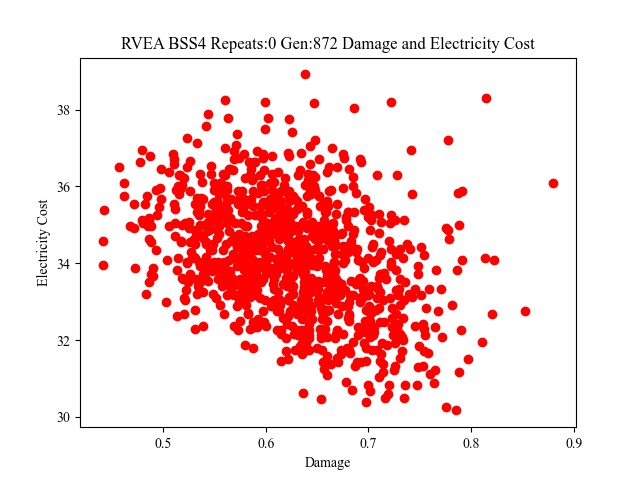 RVEA BSS4 Repeats:0 Gen:872 Damage and Electricity Cost
38
36
34
32
30
Electricity Cost
0.5 0.6 0.7 0.8 0.9
Damage